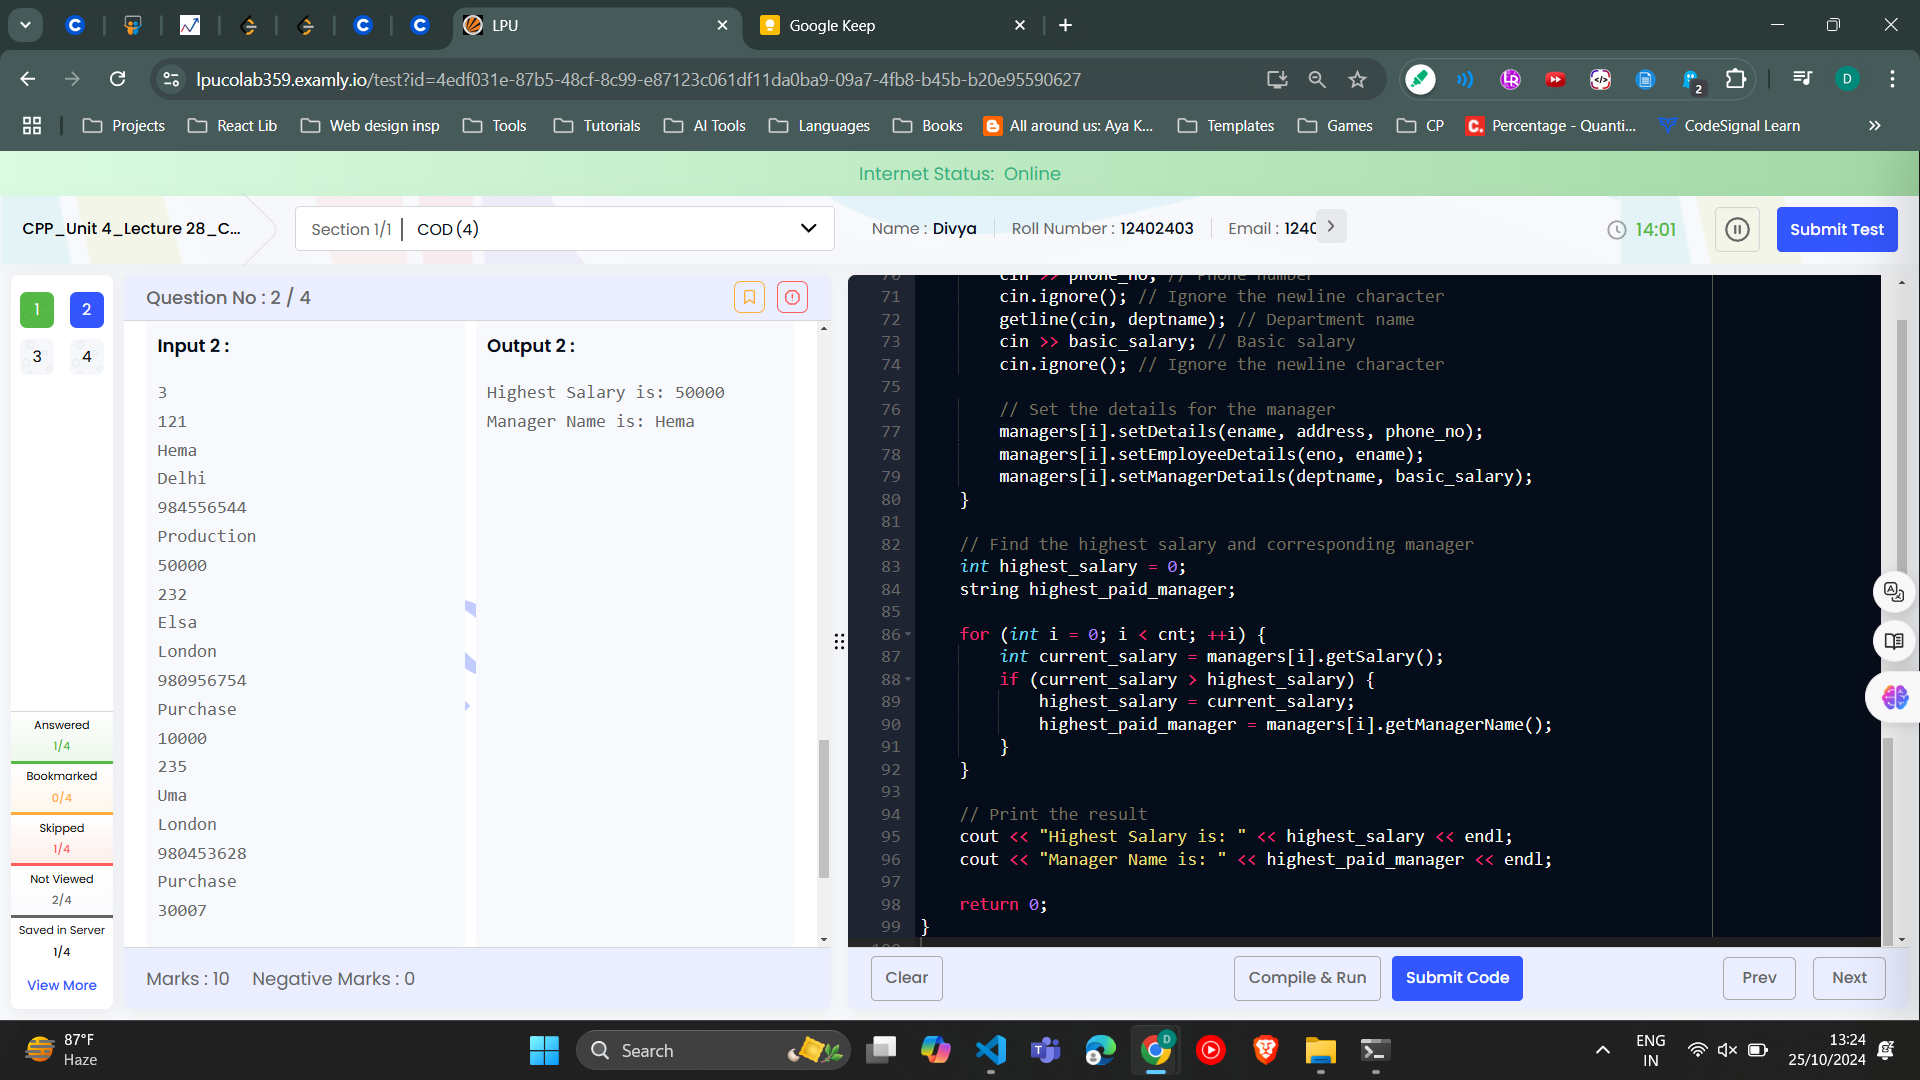 LPU
Google Keep
lpucolab359.examly.io/test?id=4edf031e-87b5-48cf-8c99-e87123c061df11da0ba9-09a7-4fb8-b45b-b20e95590627
2
D
Projects
React Lib
Web design insp
Tools
Tutorials
AI Tools
Languages
Books
All around us: Aya K...
Templates
Games
CP
Percentage - Quanti...
CodeSignal Learn
Internet Status: Online
CPP_Unit 4_Lecture 28_C...
Section 1/1 | COD (4)
Name : Divya
Roll Number : 12402403
Email : 1240
14:01
Submit Test
1
2
3
4
Answered
1/4
Bookmarked
0/4
Skipped
1/4
Not Viewed
2/4
Saved in Server
1/4
View More
Question No : 2 / 4
Input 2 :
3
121
Hema
Delhi
984556544
Production
50000
232
Elsa
London
980956754
Purchase
10000
235
Uma
London
980453628
Purchase
30007
Output 2 :
Highest Salary is: 50000
Manager Name is: Hema
Marks : 10 Negative Marks : 0
70 cin >> phone_no; // Phone number
71 cin.ignore(); // Ignore the newline character
72 getline(cin, deptname); // Department name
73 cin >> basic_salary; // Basic salary
74 cin.ignore(); // Ignore the newline character
75
76 // Set the details for the manager
77 managers[i].setDetails(ename, address, phone_no);
78 managers[i].setEmployeeDetails(eno, ename);
79 managers[i].setManagerDetails(deptname, basic_salary);
80 }
81
82 // Find the highest salary and corresponding manager
83 int highest_salary = 0;
84 string highest_paid_manager;
85
86 for (int i = 0; i < cnt; ++i) {
87 int current_salary = managers[i].getSalary();
88 if (current_salary > highest_salary) {
89 highest_salary = current_salary;
90 highest_paid_manager = managers[i].getManagerName();
91 }
92 }
93
94 // Print the result
95 cout << "Highest Salary is: " << highest_salary << endl;
96 cout << "Manager Name is: " << highest_paid_manager << endl;
97
98 return 0;
99 }
100
Clear
Compile & Run
Submit Code
Prev
Next
87°F
Haze
Search
ENG
IN
13:24
25/10/2024